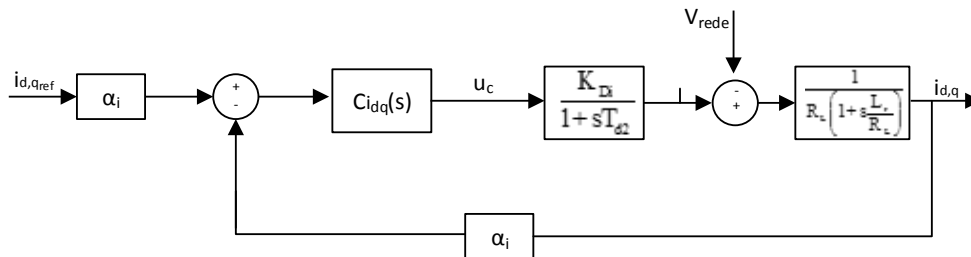 V_rede
i_d,q_ref
α_i
+
-
C_idq(s)
u_c
K_Di
1+sT_d2
-
+
1
R_L(1+s L_r/R_L)
i_d,q
α_i